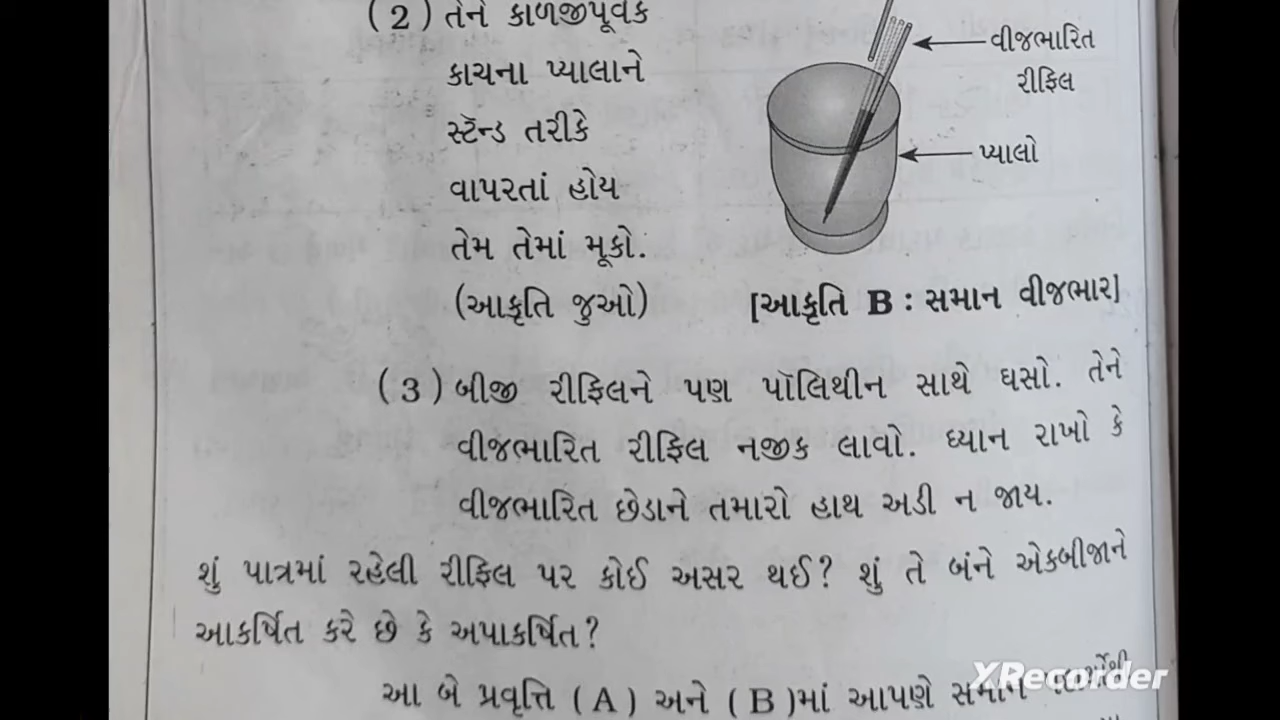 (2) તેને કાળજીપૂર્વક
કાચના પ્યાલાને
સ્ટૅન્ડ તરીકે
વાપરતાં હોય
તેમ તેમાં મૂકો.
(આકૃતિ જુઓ)
વીજભારિત
રીફિલ
પ્યાલો
[આકૃતિ B : સમાન વીજભાર]
(3) બીજી રીફિલને પણ પૉલિથીન સાથે ઘસો. તેને
વીજભારિત રીફિલ નજીક લાવો. ધ્યાન રાખો કે
વીજભારિત છેડાને તમારો હાથ અડી ન જાય.
શું પાત્રમાં રહેલી રીફિલ પર કોઈ અસર થઈ? શું તે બંને એકબીજાને
આકર્ષિત કરે છે કે અપાકર્ષિત?
આ બે પ્રવૃત્તિ (A) અને (B)માં આપણે સમાન
XRecorder